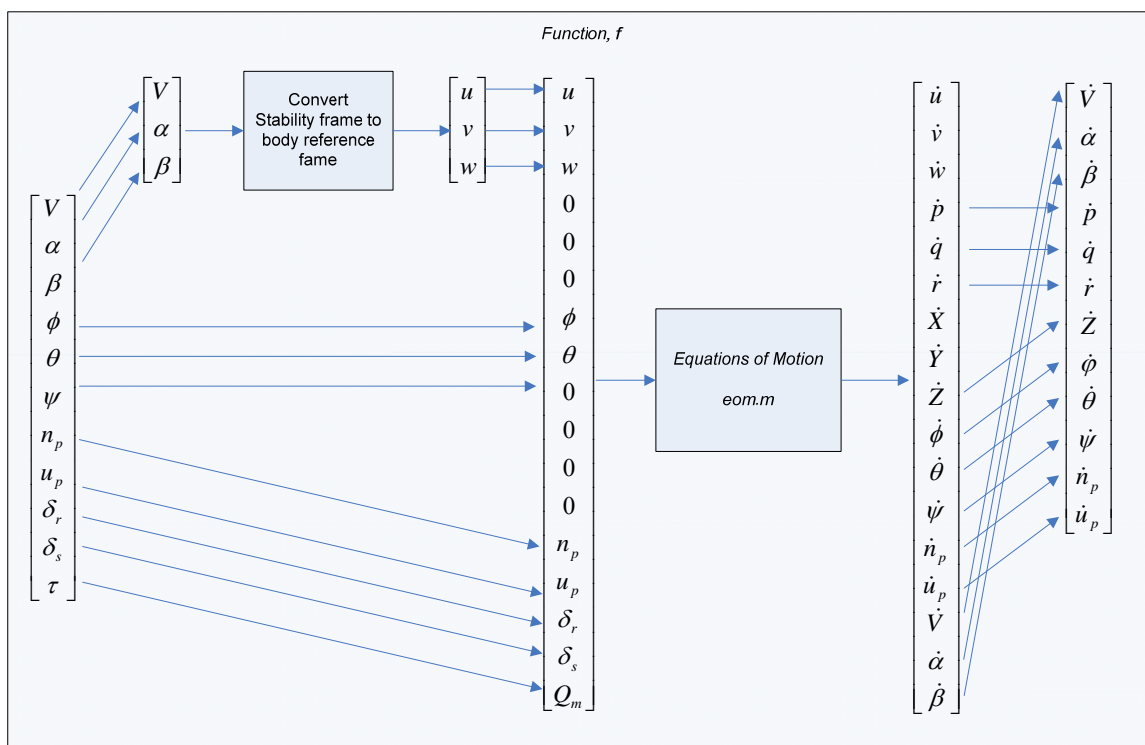 Function, f
V
α
β
Convert
Stability frame to
body reference
fame
u
v
w
V
α
β
ϕ
θ
ψ
n_p
u_p
δ_r
δ_s
τ
u
v
w
0
0
0
ϕ
θ
0
0
0
0
n_p
u_p
δ_r
δ_s
Q_m
Equations of Motion
eom.m
u̇
v̇
ẇ
ṗ
q̇
ṙ
Ẋ
Ẏ
Ż
ϕ̇
θ̇
ψ̇
ṅ_p
u̇_p
V̇
α̇
β̇
V̇
α̇
β̇
ṗ
q̇
ṙ
Ż
φ̇
θ̇
ψ̇
ṅ_p
u̇_p